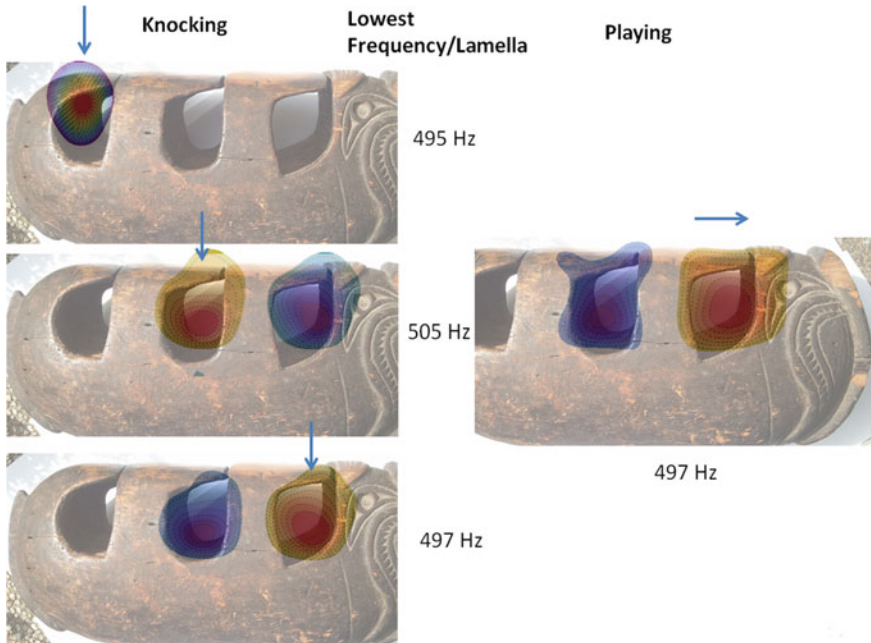 Knocking
Lowest
Frequency/Lamella
Playing
495 Hz
505 Hz
497 Hz
497 Hz